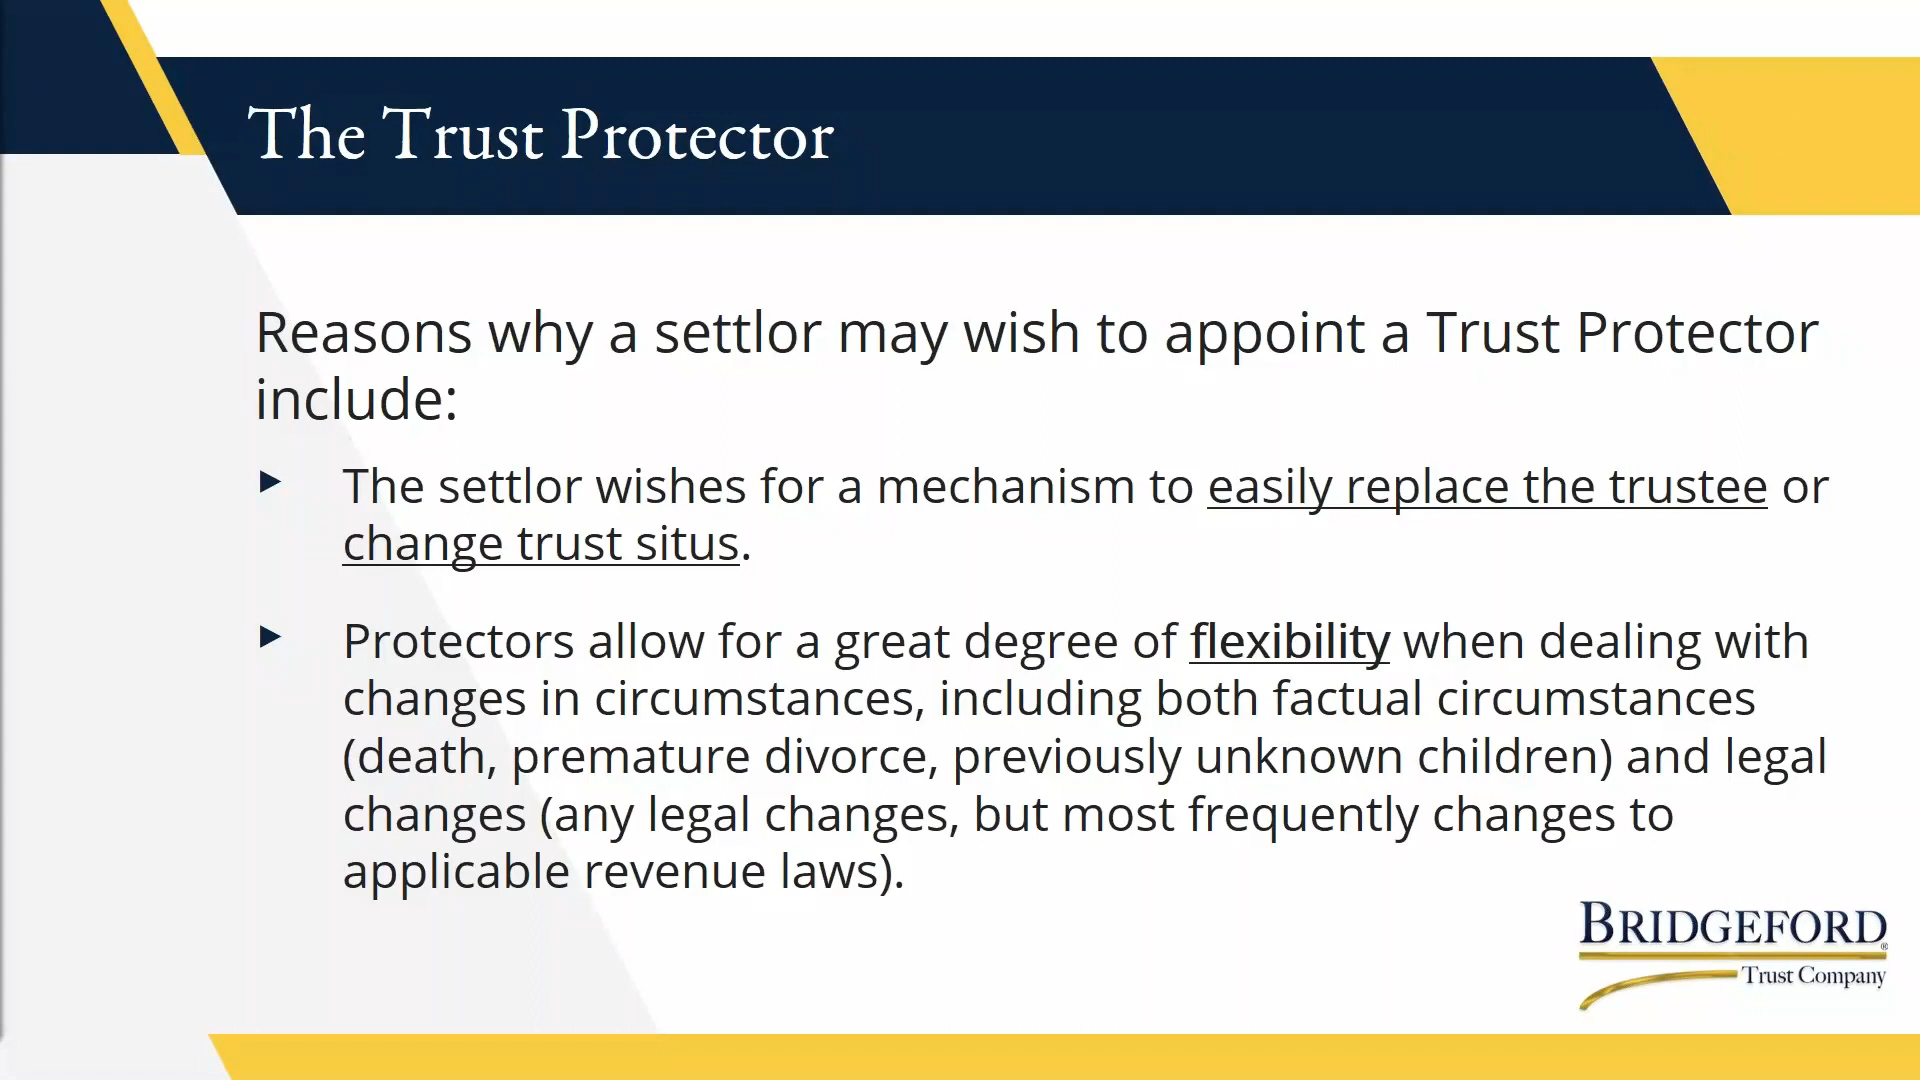 The Trust Protector
Reasons why a settlor may wish to appoint a Trust Protector
include:
► The settlor wishes for a mechanism to easily replace the trustee or
change trust situs.
► Protectors allow for a great degree of flexibility when dealing with
changes in circumstances, including both factual circumstances
(death, premature divorce, previously unknown children) and legal
changes (any legal changes, but most frequently changes to
applicable revenue laws).
BRIDGEFORD®
Trust Company